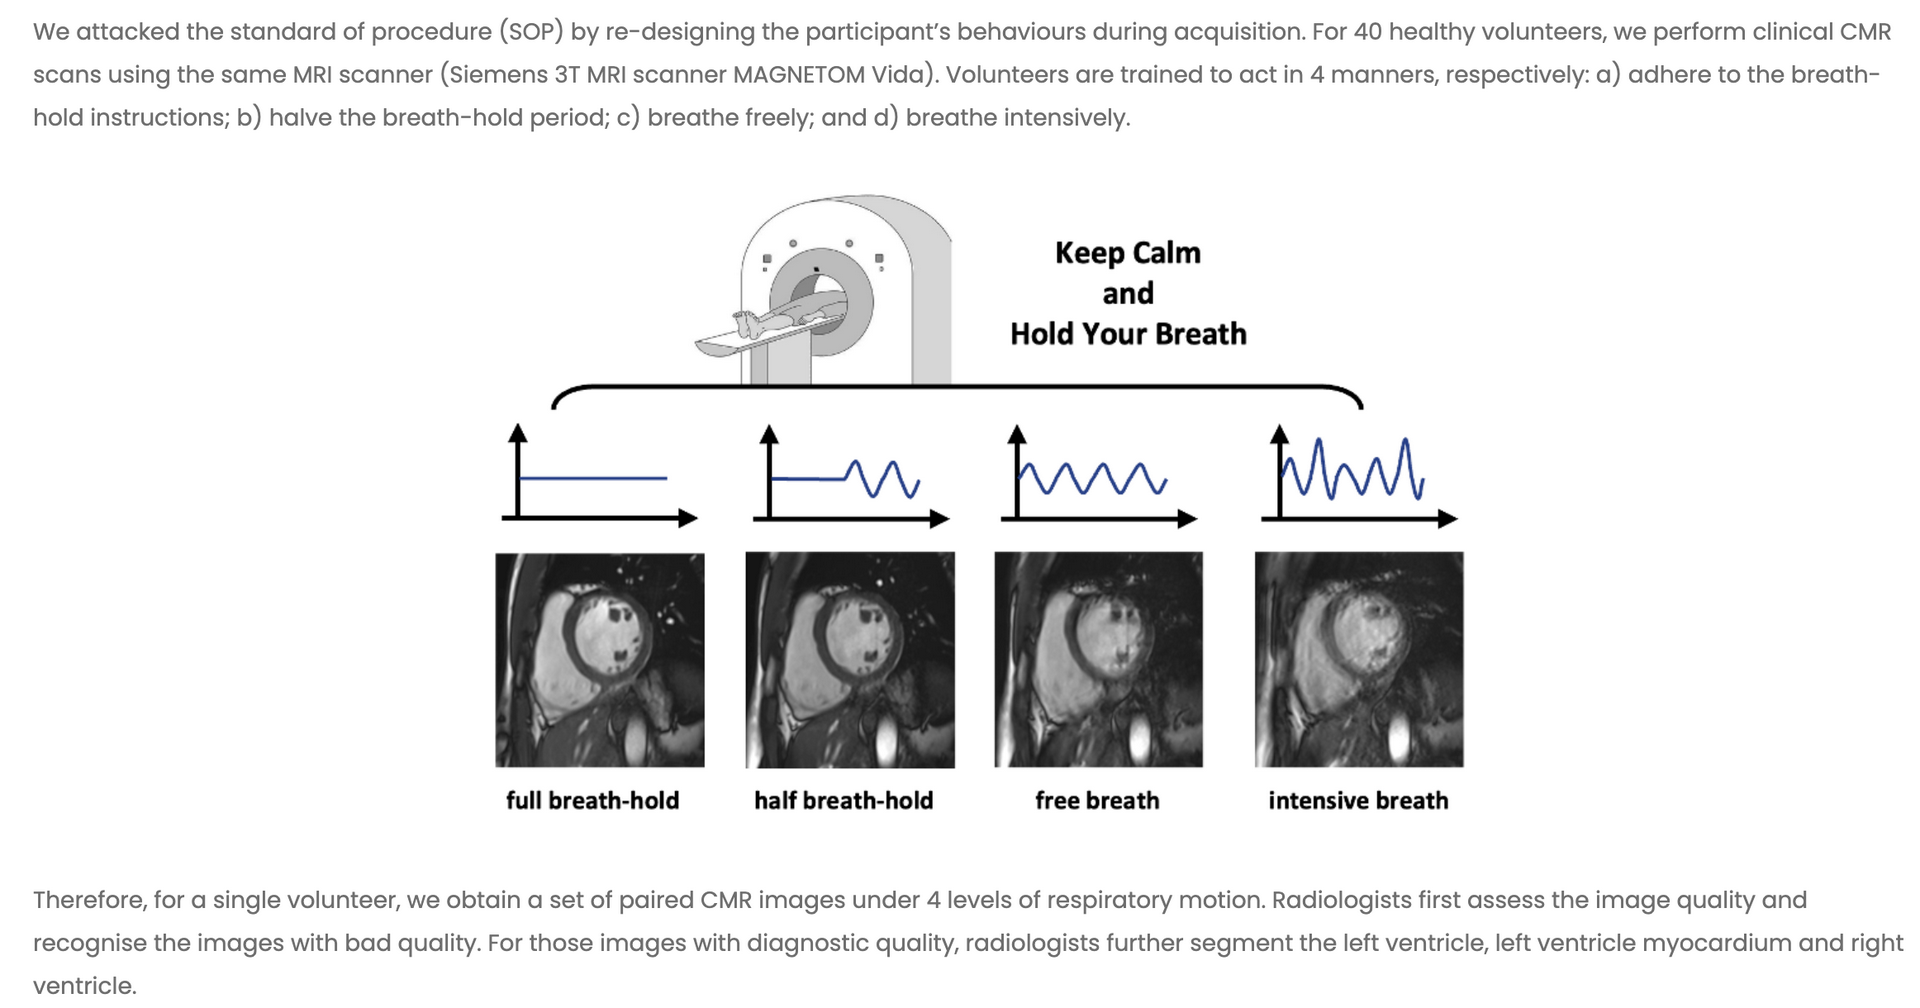 We attacked the standard of procedure (SOP) by re-designing the participant's behaviours during acquisition. For 40 healthy volunteers, we perform clinical CMR
scans using the same MRI scanner (Siemens 3T MRI scanner MAGNETOM Vida). Volunteers are trained to act in 4 manners, respectively: a) adhere to the breath-
hold instructions; b) halve the breath-hold period; c) breathe freely; and d) breathe intensively.
Keep Calm
and
Hold Your Breath
full breath-hold
half breath-hold
free breath
intensive breath
Therefore, for a single volunteer, we obtain a set of paired CMR images under 4 levels of respiratory motion. Radiologists first assess the image quality and
recognise the images with bad quality. For those images with diagnostic quality, radiologists further segment the left ventricle, left ventricle myocardium and right
ventricle.